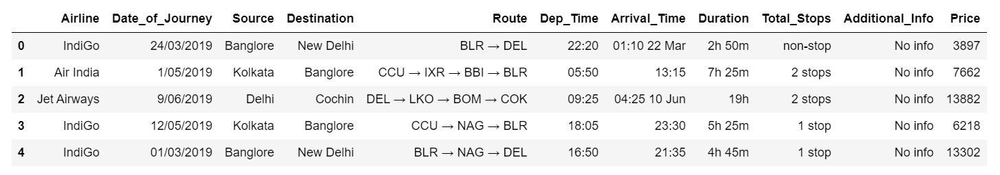 Airline Date_of_Journey Source Destination Route Dep_Time Arrival_Time Duration Total_Stops Additional_Info Price
0 IndiGo 24/03/2019 Banglore New Delhi BLR → DEL 22:20 01:10 22 Mar 2h 50m non-stop No info 3897
1 Air India 1/05/2019 Kolkata Banglore CCU → IXR → BBI → BLR 05:50 13:15 7h 25m 2 stops No info 7662
2 Jet Airways 9/06/2019 Delhi Cochin DEL → LKO → BOM → COK 09:25 04:25 10 Jun 19h 2 stops No info 13882
3 IndiGo 12/05/2019 Kolkata Banglore CCU → NAG → BLR 18:05 23:30 5h 25m 1 stop No info 6218
4 IndiGo 01/03/2019 Banglore New Delhi BLR → NAG → DEL 16:50 21:35 4h 45m 1 stop No info 13302